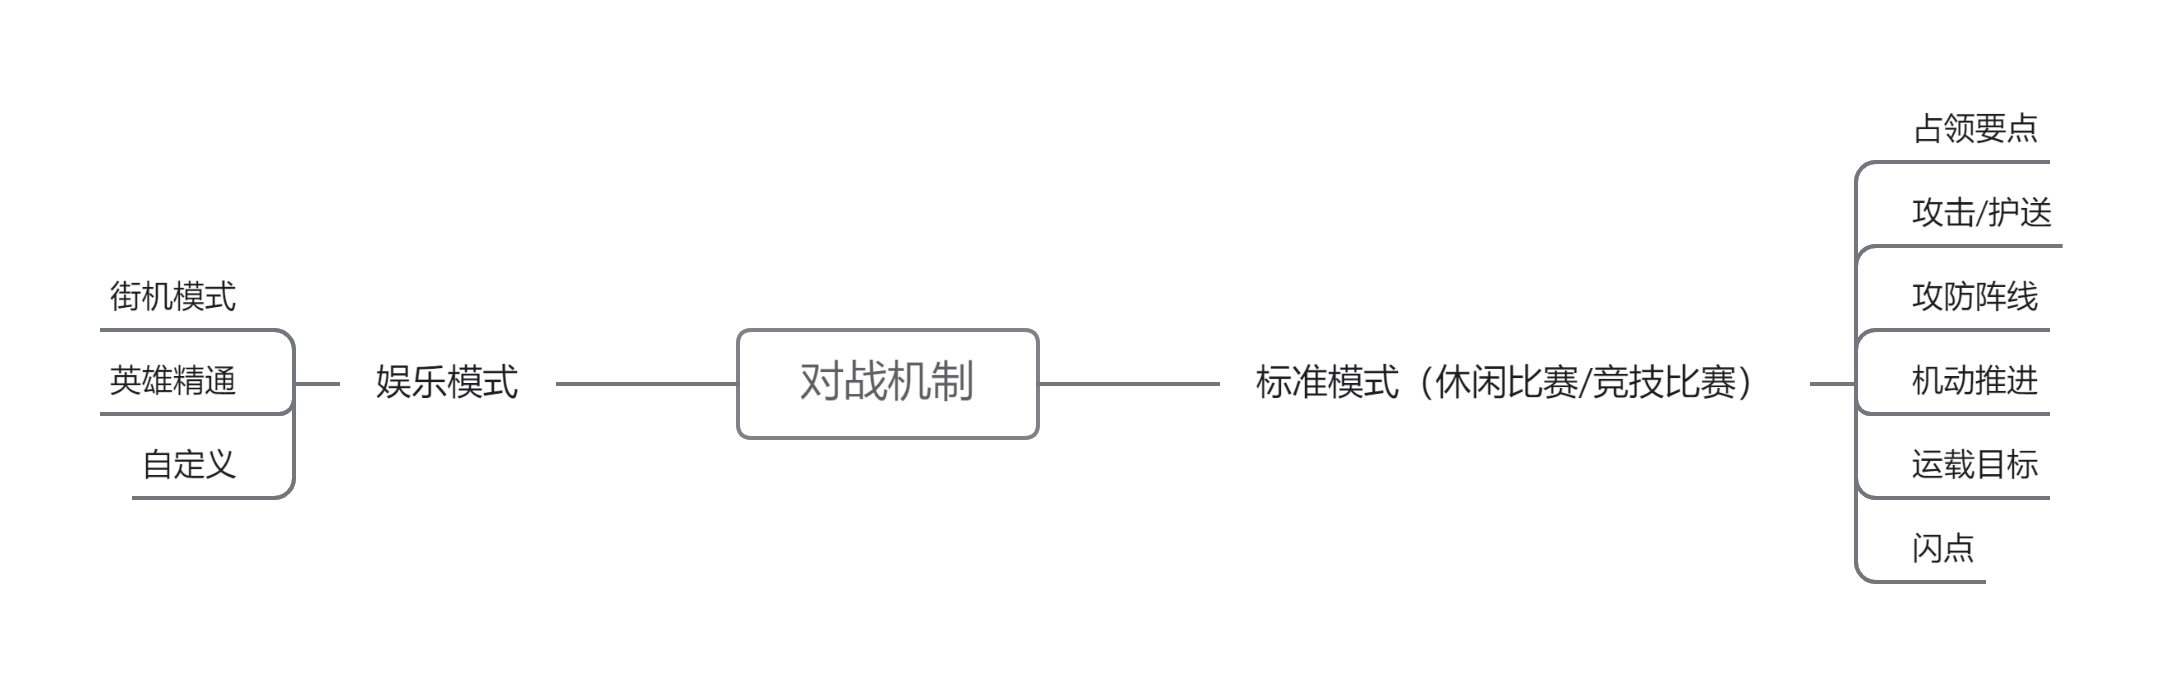 对战机制
娱乐模式
街机模式
英雄精通
自定义
标准模式（休闲比赛/竞技比赛）
占领要点
攻击/护送
攻防阵线
机动推进
运载目标
闪点